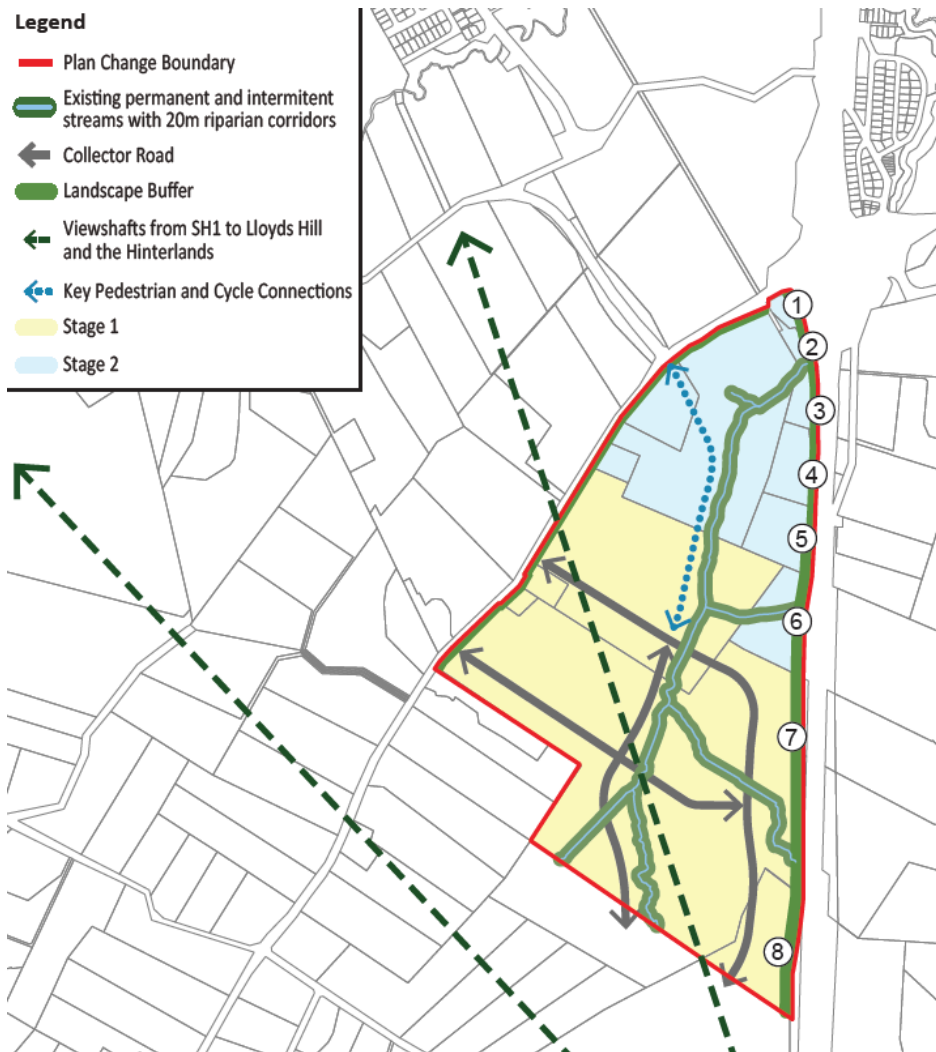 Legend
Plan Change Boundary
Existing permanent and intermitent
streams with 20m riparian corridors
Collector Road
Landscape Buffer
Viewshafts from SH1 to Lloyds Hill
and the Hinterlands
Key Pedestrian and Cycle Connections
Stage 1
Stage 2
1
2
3
4
5
6
7
8